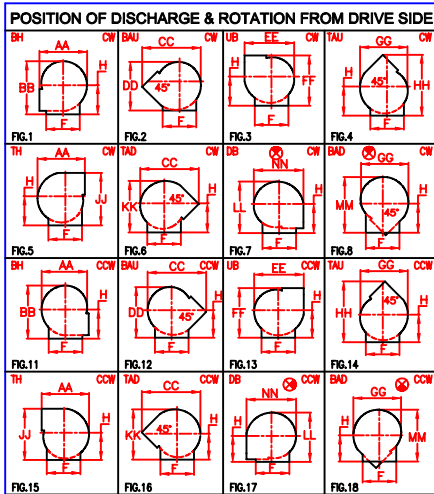 POSITION OF DISCHARGE & ROTATION FROM DRIVE SIDE
BH AA CW
BB H
F
FIG.1
BAU CC CW
DD 45°
F
FIG.2
UB EE CW
FF
F
FIG.3
TAU GG CW
45° HH
H
F
FIG.4
TH AA CW
H JJ
F
FIG.5
TAD CC CW
KK 45° H
F
FIG.6
DB NN CW
LL H
F
FIG.7
BAD GG CW
MM H
45°
F
FIG.8
BH AA CCW
BB H
F
FIG.11
BAU CC CCW
DD H
45°
F
FIG.12
UB EE CCW
FF H
F
FIG.13
TAU GG CCW
HH 45° H
F
FIG.14
TH AA CCW
JJ H
F
FIG.15
TAD CC CCW
KK 45° H
F
FIG.16
DB NN CCW
H LL
F
FIG.17
BAD GG CCW
H MM
45°
F
FIG.18